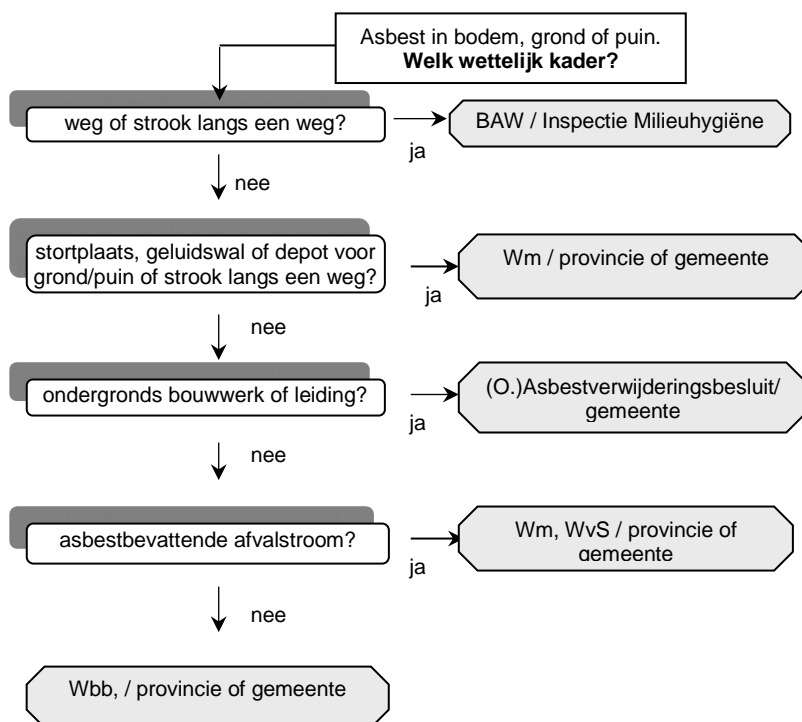 Asbest in bodem, grond of puin.
Welk wettelijk kader?
weg of strook langs een weg?
ja
BAW / Inspectie Milieuhygiëne
nee
stortplaats, geluidswal of depot voor
grond/puin of strook langs een weg?
ja
Wm / provincie of gemeente
nee
ondergronds bouwwerk of leiding?
ja
(O.)Asbestverwijderingsbesluit/
gemeente
nee
asbestbevattende afvalstroom?
ja
Wm, WvS / provincie of
gemeente
nee
Wbb, / provincie of gemeente